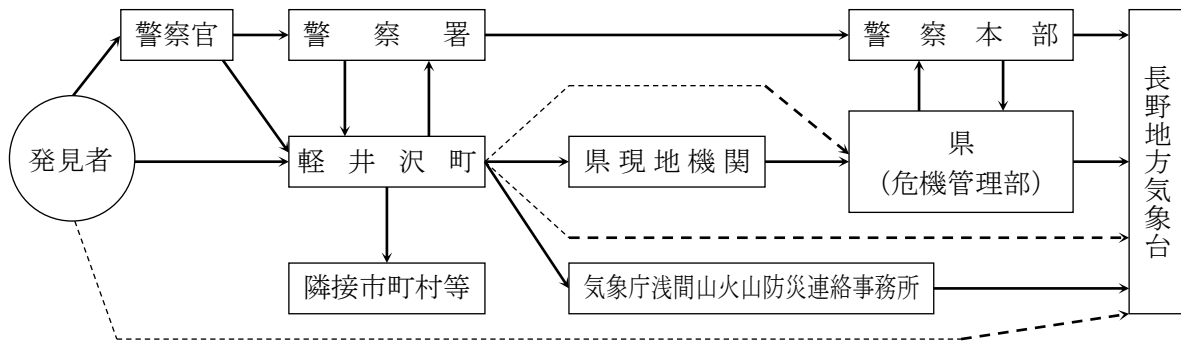 警察官
警察署
警察本部
発見者
軽井沢町
県現地機関
県
（危機管理部）
長野地方気象台
隣接市町村等
気象庁浅間山火山防災連絡事務所